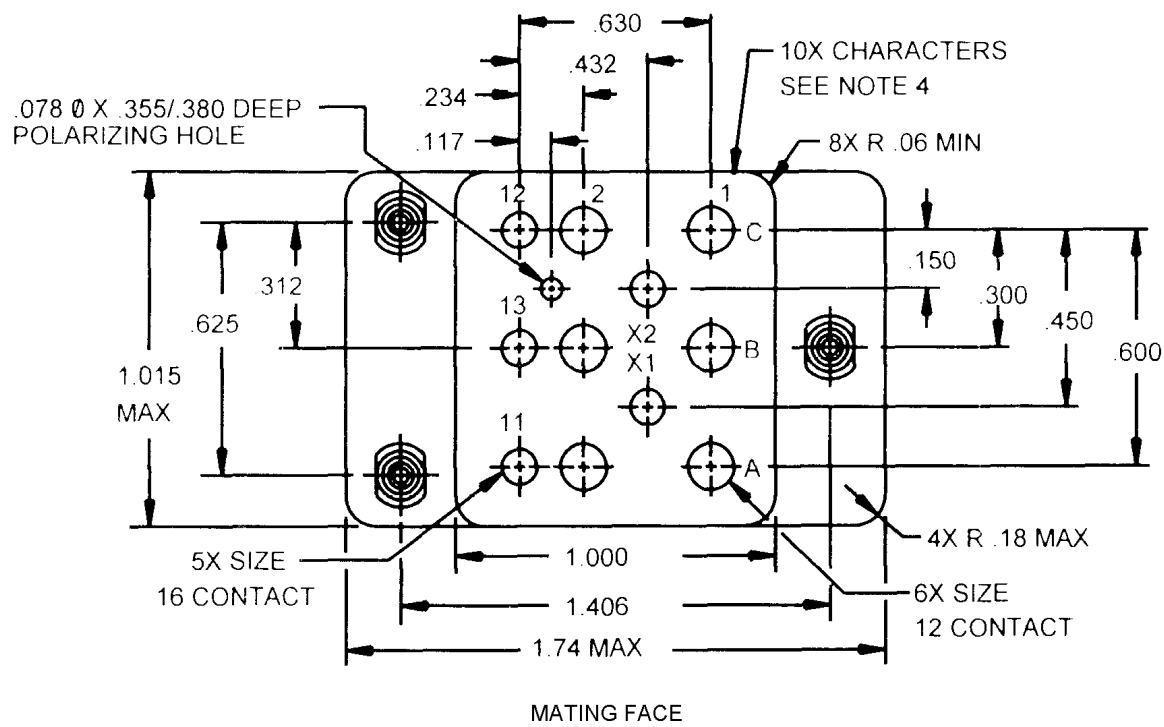 .630
10X CHARACTERS
SEE NOTE 4
.432
.234
.078 Ø X .355/.380 DEEP
POLARIZING HOLE
.117
8X R .06 MIN
12
2
1
C
.150
.312
.300
.625
.450
13
X2
B
X1
.600
1.015
MAX
11
A
5X SIZE
16 CONTACT
1.000
4X R .18 MAX
1.406
6X SIZE
12 CONTACT
1.74 MAX
MATING FACE